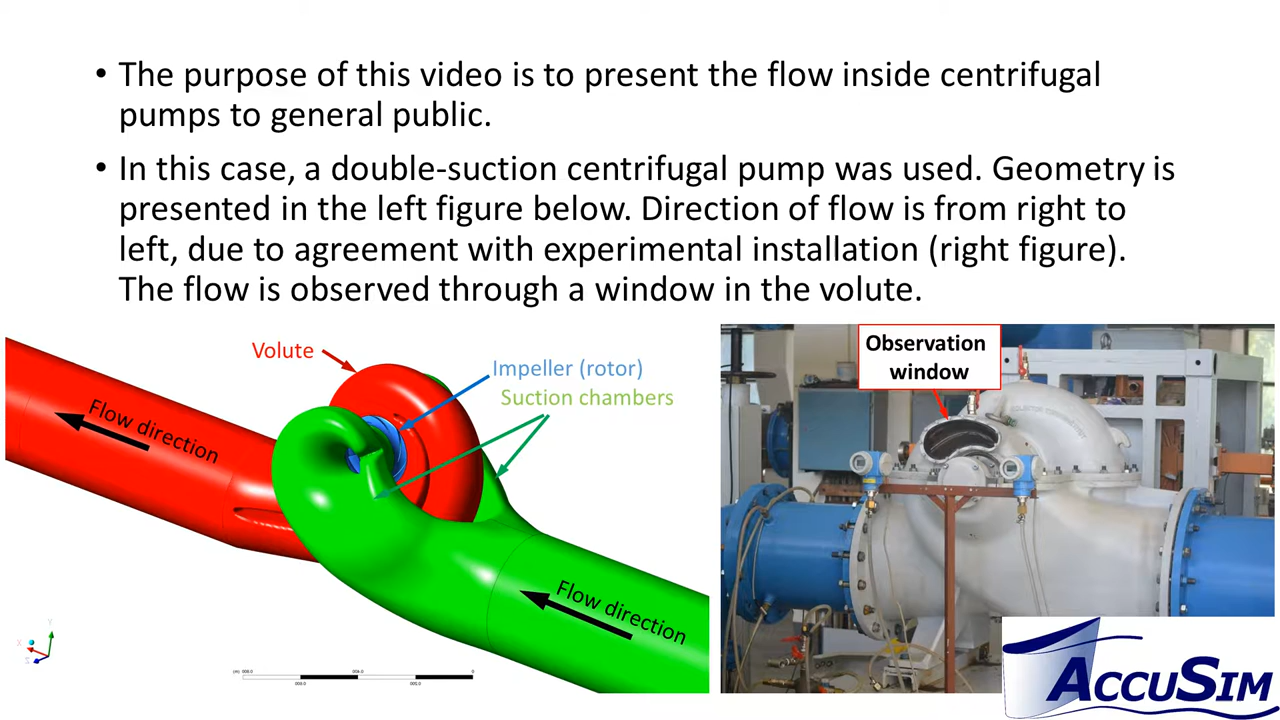 • The purpose of this video is to present the flow inside centrifugal
pumps to general public.
• In this case, a double-suction centrifugal pump was used. Geometry is
presented in the left figure below. Direction of flow is from right to
left, due to agreement with experimental installation (right figure).
The flow is observed through a window in the volute.
Volute
Impeller (rotor)
Suction chambers
Flow direction
Flow direction
Observation
window
Y
X
Z
0
(m)
ACCUSIM